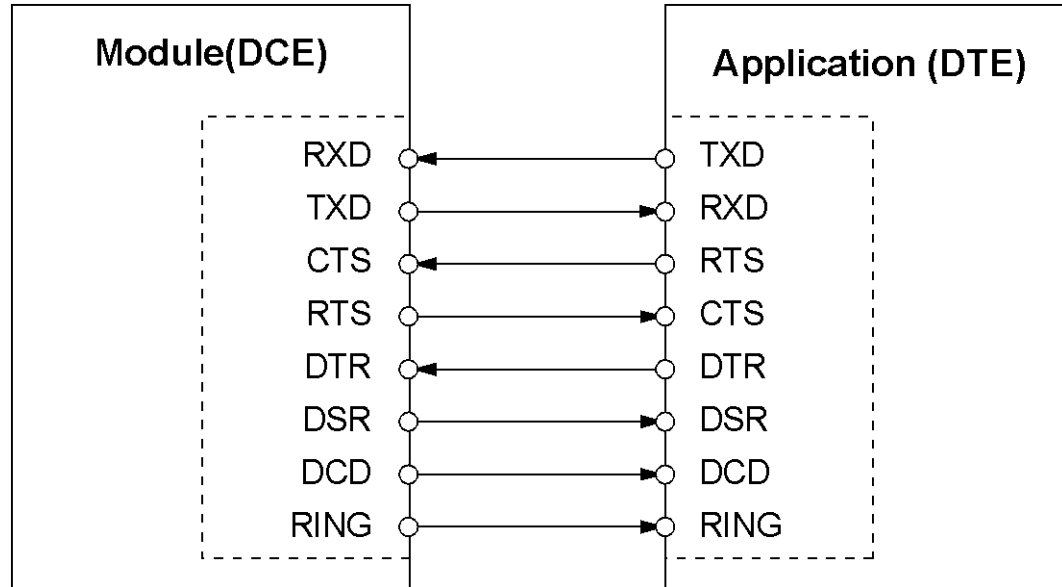 Module(DCE)
Application (DTE)
RXD TXD
TXD RXD
CTS RTS
RTS CTS
DTR DTR
DSR DSR
DCD DCD
RING RING